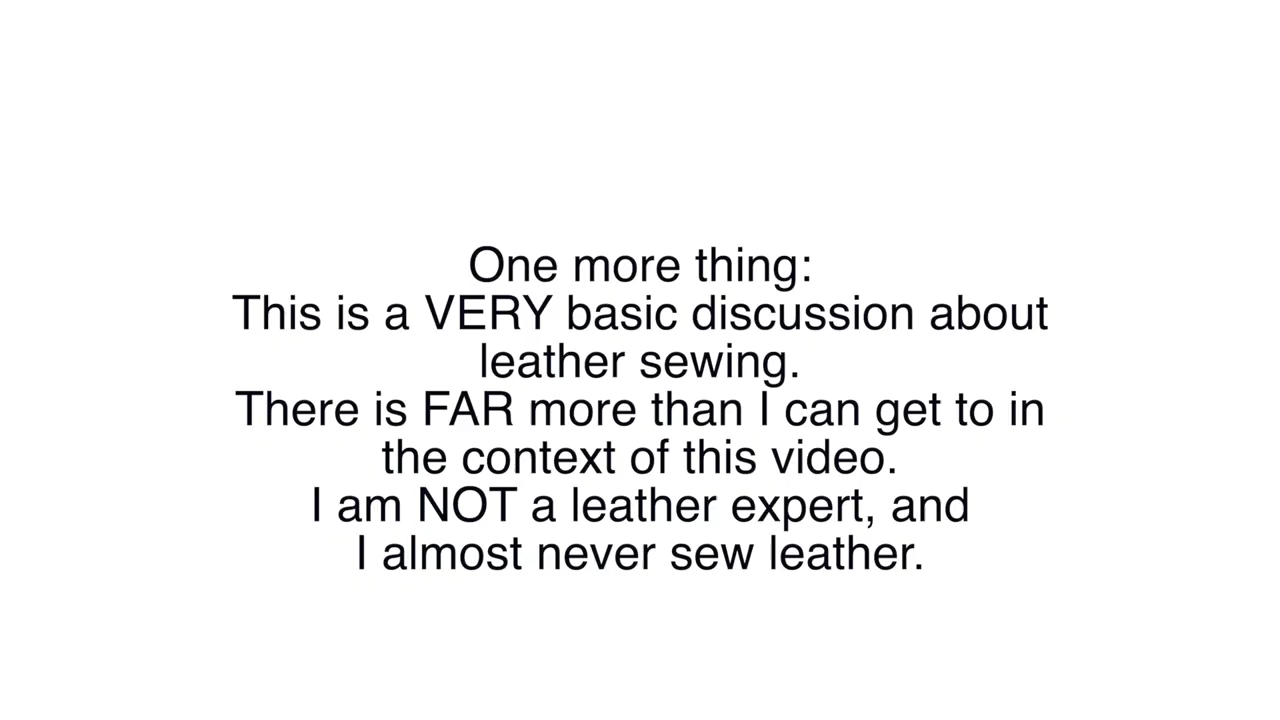 One more thing:
This is a VERY basic discussion about
leather sewing.
There is FAR more than I can get to in
the context of this video.
I am NOT a leather expert, and
I almost never sew leather.